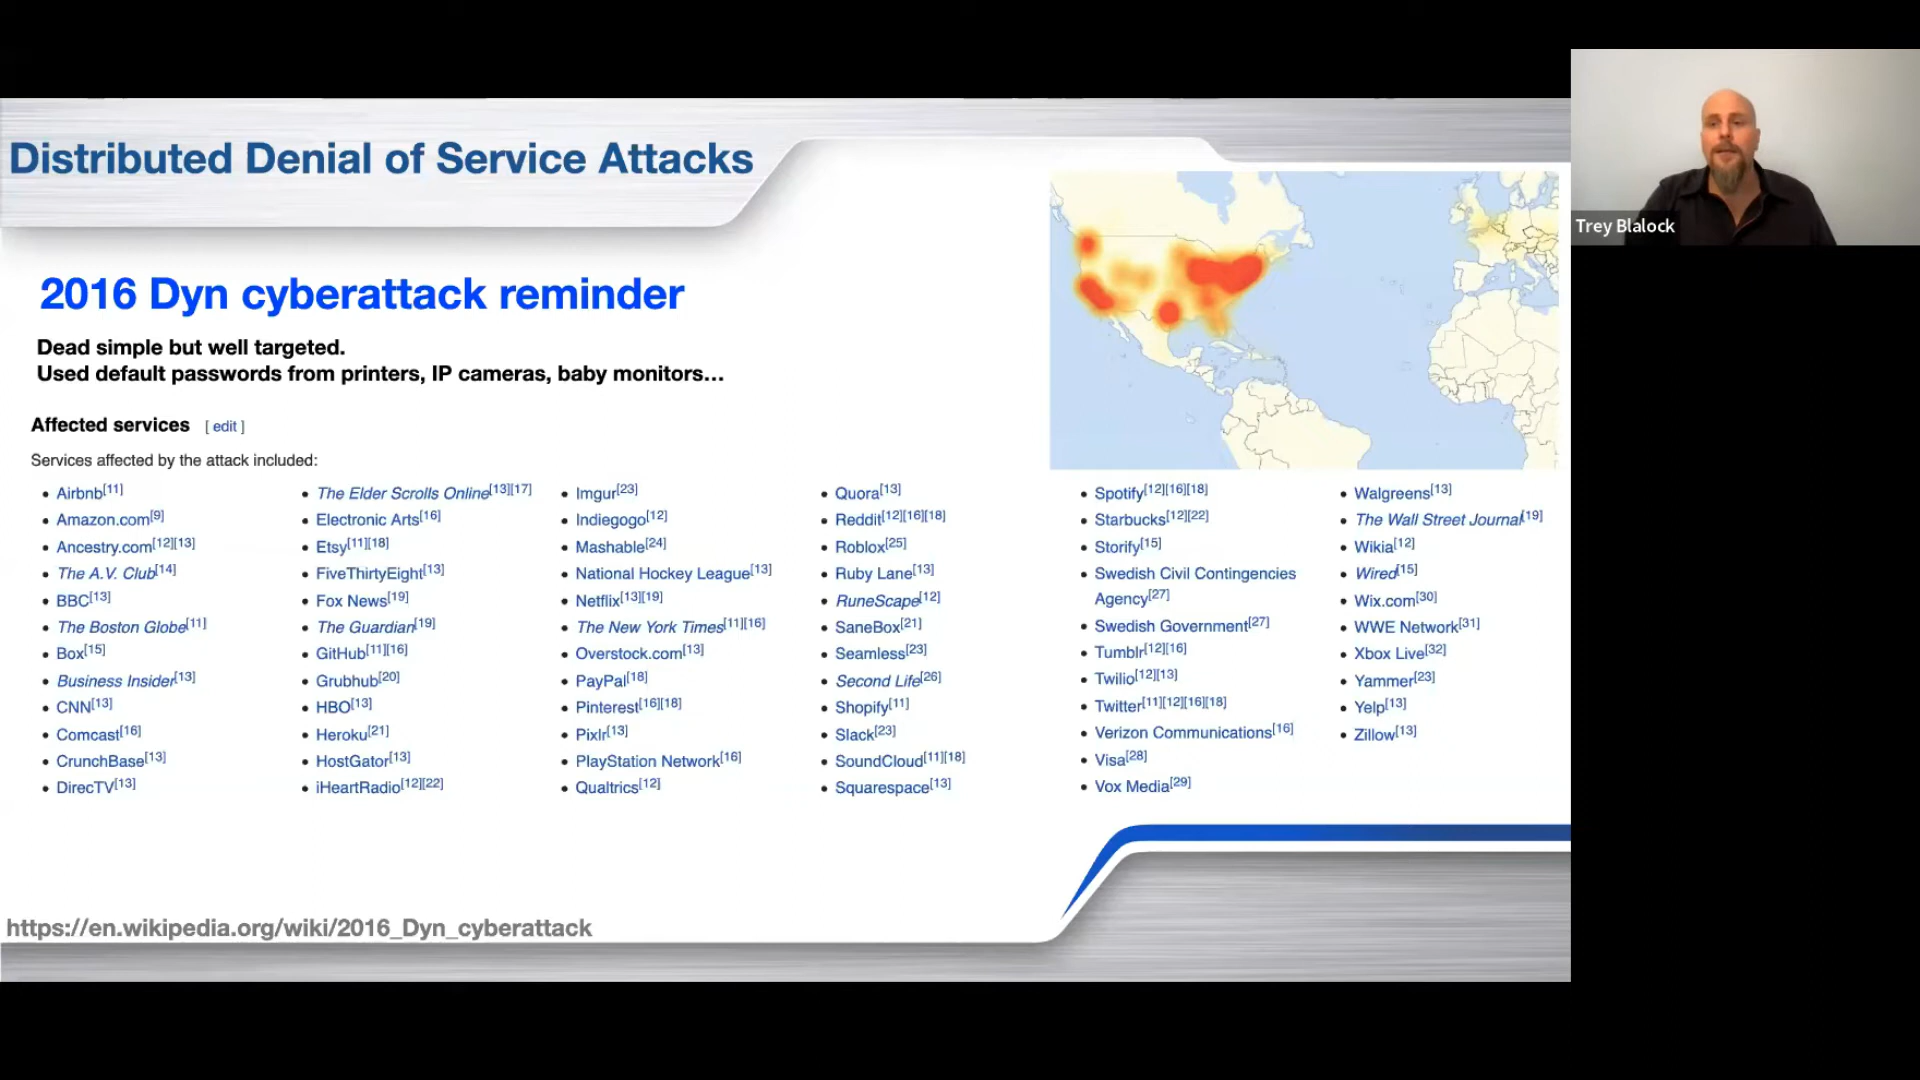 Distributed Denial of Service Attacks
2016 Dyn cyberattack reminder
Dead simple but well targeted.
Used default passwords from printers, IP cameras, baby monitors…
Affected services [ edit ]
Services affected by the attack included:
• Airbnb[11]
• Amazon.com[9]
• Ancestry.com[12][13]
• The A.V. Club[14]
• BBC[13]
• The Boston Globe[11]
• Box[15]
• Business Insider[13]
• CNN[13]
• Comcast[16]
• CrunchBase[13]
• DirecTV[13]
• The Elder Scrolls Online[13][17]
• Electronic Arts[16]
• Etsy[11][18]
• FiveThirtyEight[13]
• Fox News[19]
• The Guardian[19]
• GitHub[11][16]
• Grubhub[20]
• HBO[13]
• Heroku[21]
• HostGator[13]
• iHeartRadio[12][22]
• Imgur[23]
• Indiegogo[12]
• Mashable[24]
• National Hockey League[13]
• Netflix[13][19]
• The New York Times[11][16]
• Overstock.com[13]
• PayPal[18]
• Pinterest[16][18]
• Pixlr[13]
• PlayStation Network[16]
• Qualtrics[12]
• Quora[13]
• Reddit[12][16][18]
• Roblox[25]
• Ruby Lane[13]
• RuneScape[12]
• SaneBox[21]
• Seamless[23]
• Second Life[26]
• Shopify[11]
• Slack[23]
• SoundCloud[11][18]
• Squarespace[13]
• Spotify[12][16][18]
• Starbucks[12][22]
• Storify[15]
• Swedish Civil Contingencies
Agency[27]
• Swedish Government[27]
• Tumblr[12][16]
• Twilio[12][13]
• Twitter[11][12][16][18]
• Verizon Communications[16]
• Visa[28]
• Vox Media[29]
• Walgreens[13]
• The Wall Street Journal[19]
• Wikia[12]
• Wired[15]
• Wix.com[30]
• WWE Network[31]
• Xbox Live[32]
• Yammer[23]
• Yelp[13]
• Zillow[13]
https://en.wikipedia.org/wiki/2016_Dyn_cyberattack
Trey Blalock